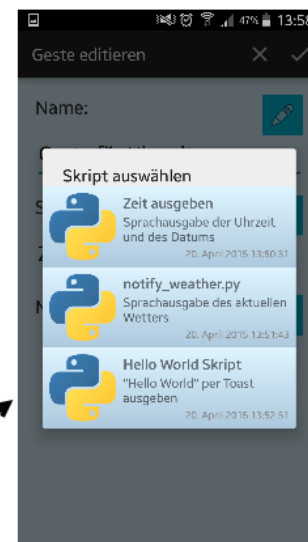 47% 13:58
Geste editieren
Name:
Skript auswählen
Zeit ausgeben
Sprachausgabe der Uhrzeit
und des Datums
20. April 2015 13:50:31
notify_weather.py
Sprachausgabe des aktuellen
Wetters
20. April 2015 13:51:43
Hello World Skript
"Hello World" per Toast
ausgeben
20. April 2015 13:52:51